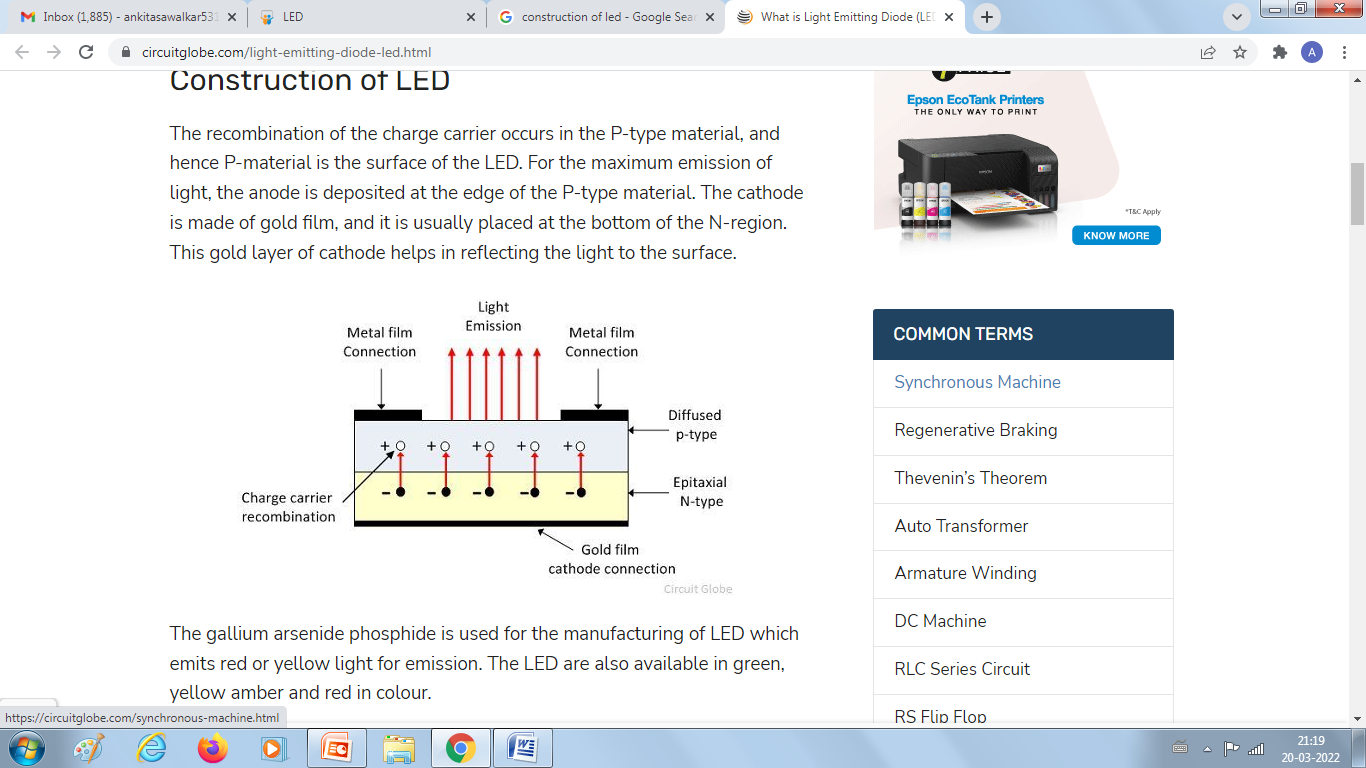 Inbox (1,885) - ankitasawalkar531
LED
construction of led - Google Sea
What is Light Emitting Diode (LED
circuitglobe.com/light-emitting-diode-led.html
A
Construction of LED
The recombination of the charge carrier occurs in the P-type material, and
hence P-material is the surface of the LED. For the maximum emission of
light, the anode is deposited at the edge of the P-type material. The cathode
is made of gold film, and it is usually placed at the bottom of the N-region.
This gold layer of cathode helps in reflecting the light to the surface.
Light
Emission
Metal film
Connection
Metal film
Connection
Diffused
p-type
+ + + + +
Epitaxial
N-type
- - - - -
Charge carrier
recombination
Gold film
cathode connection
Circuit Globe
The gallium arsenide phosphide is used for the manufacturing of LED which
emits red or yellow light for emission. The LED are also available in green,
yellow amber and red in colour.
Epson EcoTank Printers
THE ONLY WAY TO PRINT
EPSON
*T&C Apply
KNOW MORE
COMMON TERMS
Synchronous Machine
Regenerative Braking
Thevenin's Theorem
Auto Transformer
Armature Winding
DC Machine
RLC Series Circuit
RS Flip Flop
https://circuitglobe.com/synchronous-machine.html
21:19
20-03-2022